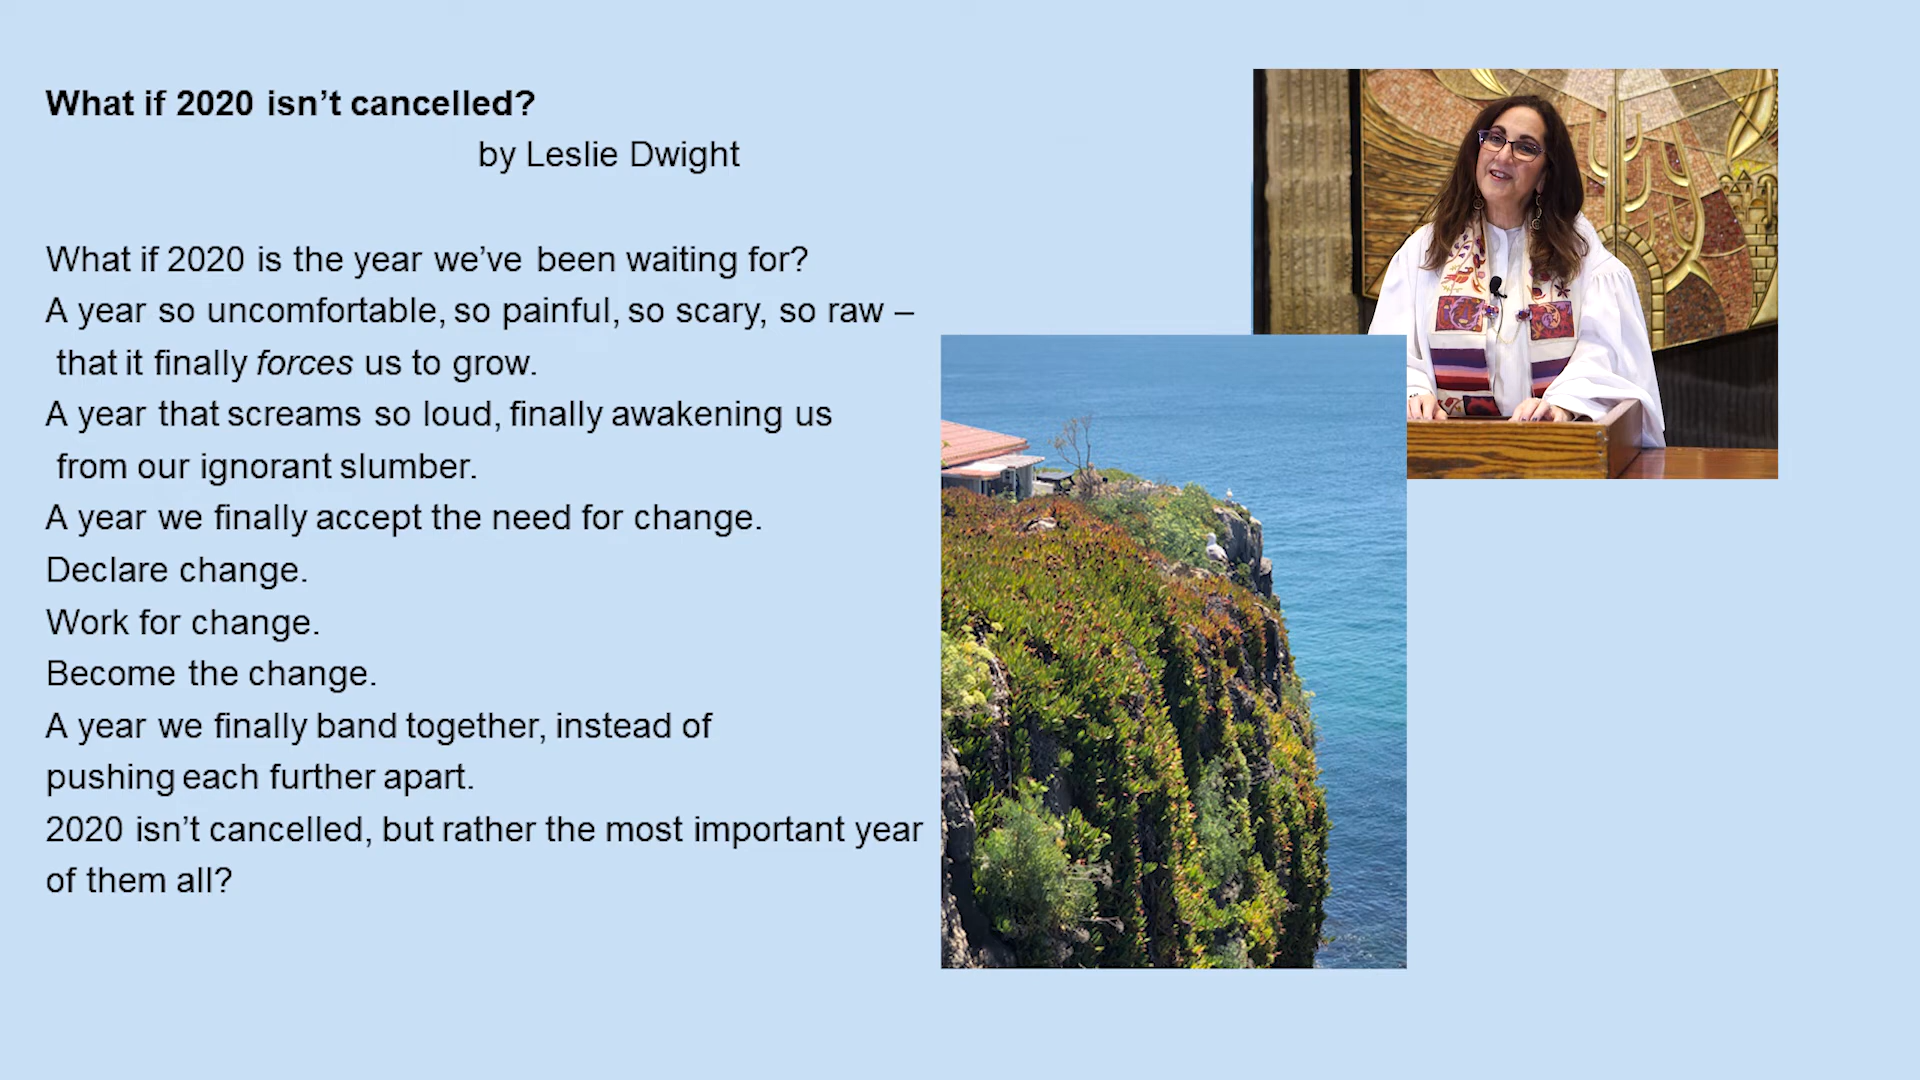 What if 2020 isn’t cancelled?
by Leslie Dwight
What if 2020 is the year we’ve been waiting for?
A year so uncomfortable, so painful, so scary, so raw –
that it finally forces us to grow.
A year that screams so loud, finally awakening us
from our ignorant slumber.
A year we finally accept the need for change.
Declare change.
Work for change.
Become the change.
A year we finally band together, instead of
pushing each further apart.
2020 isn’t cancelled, but rather the most important year
of them all?